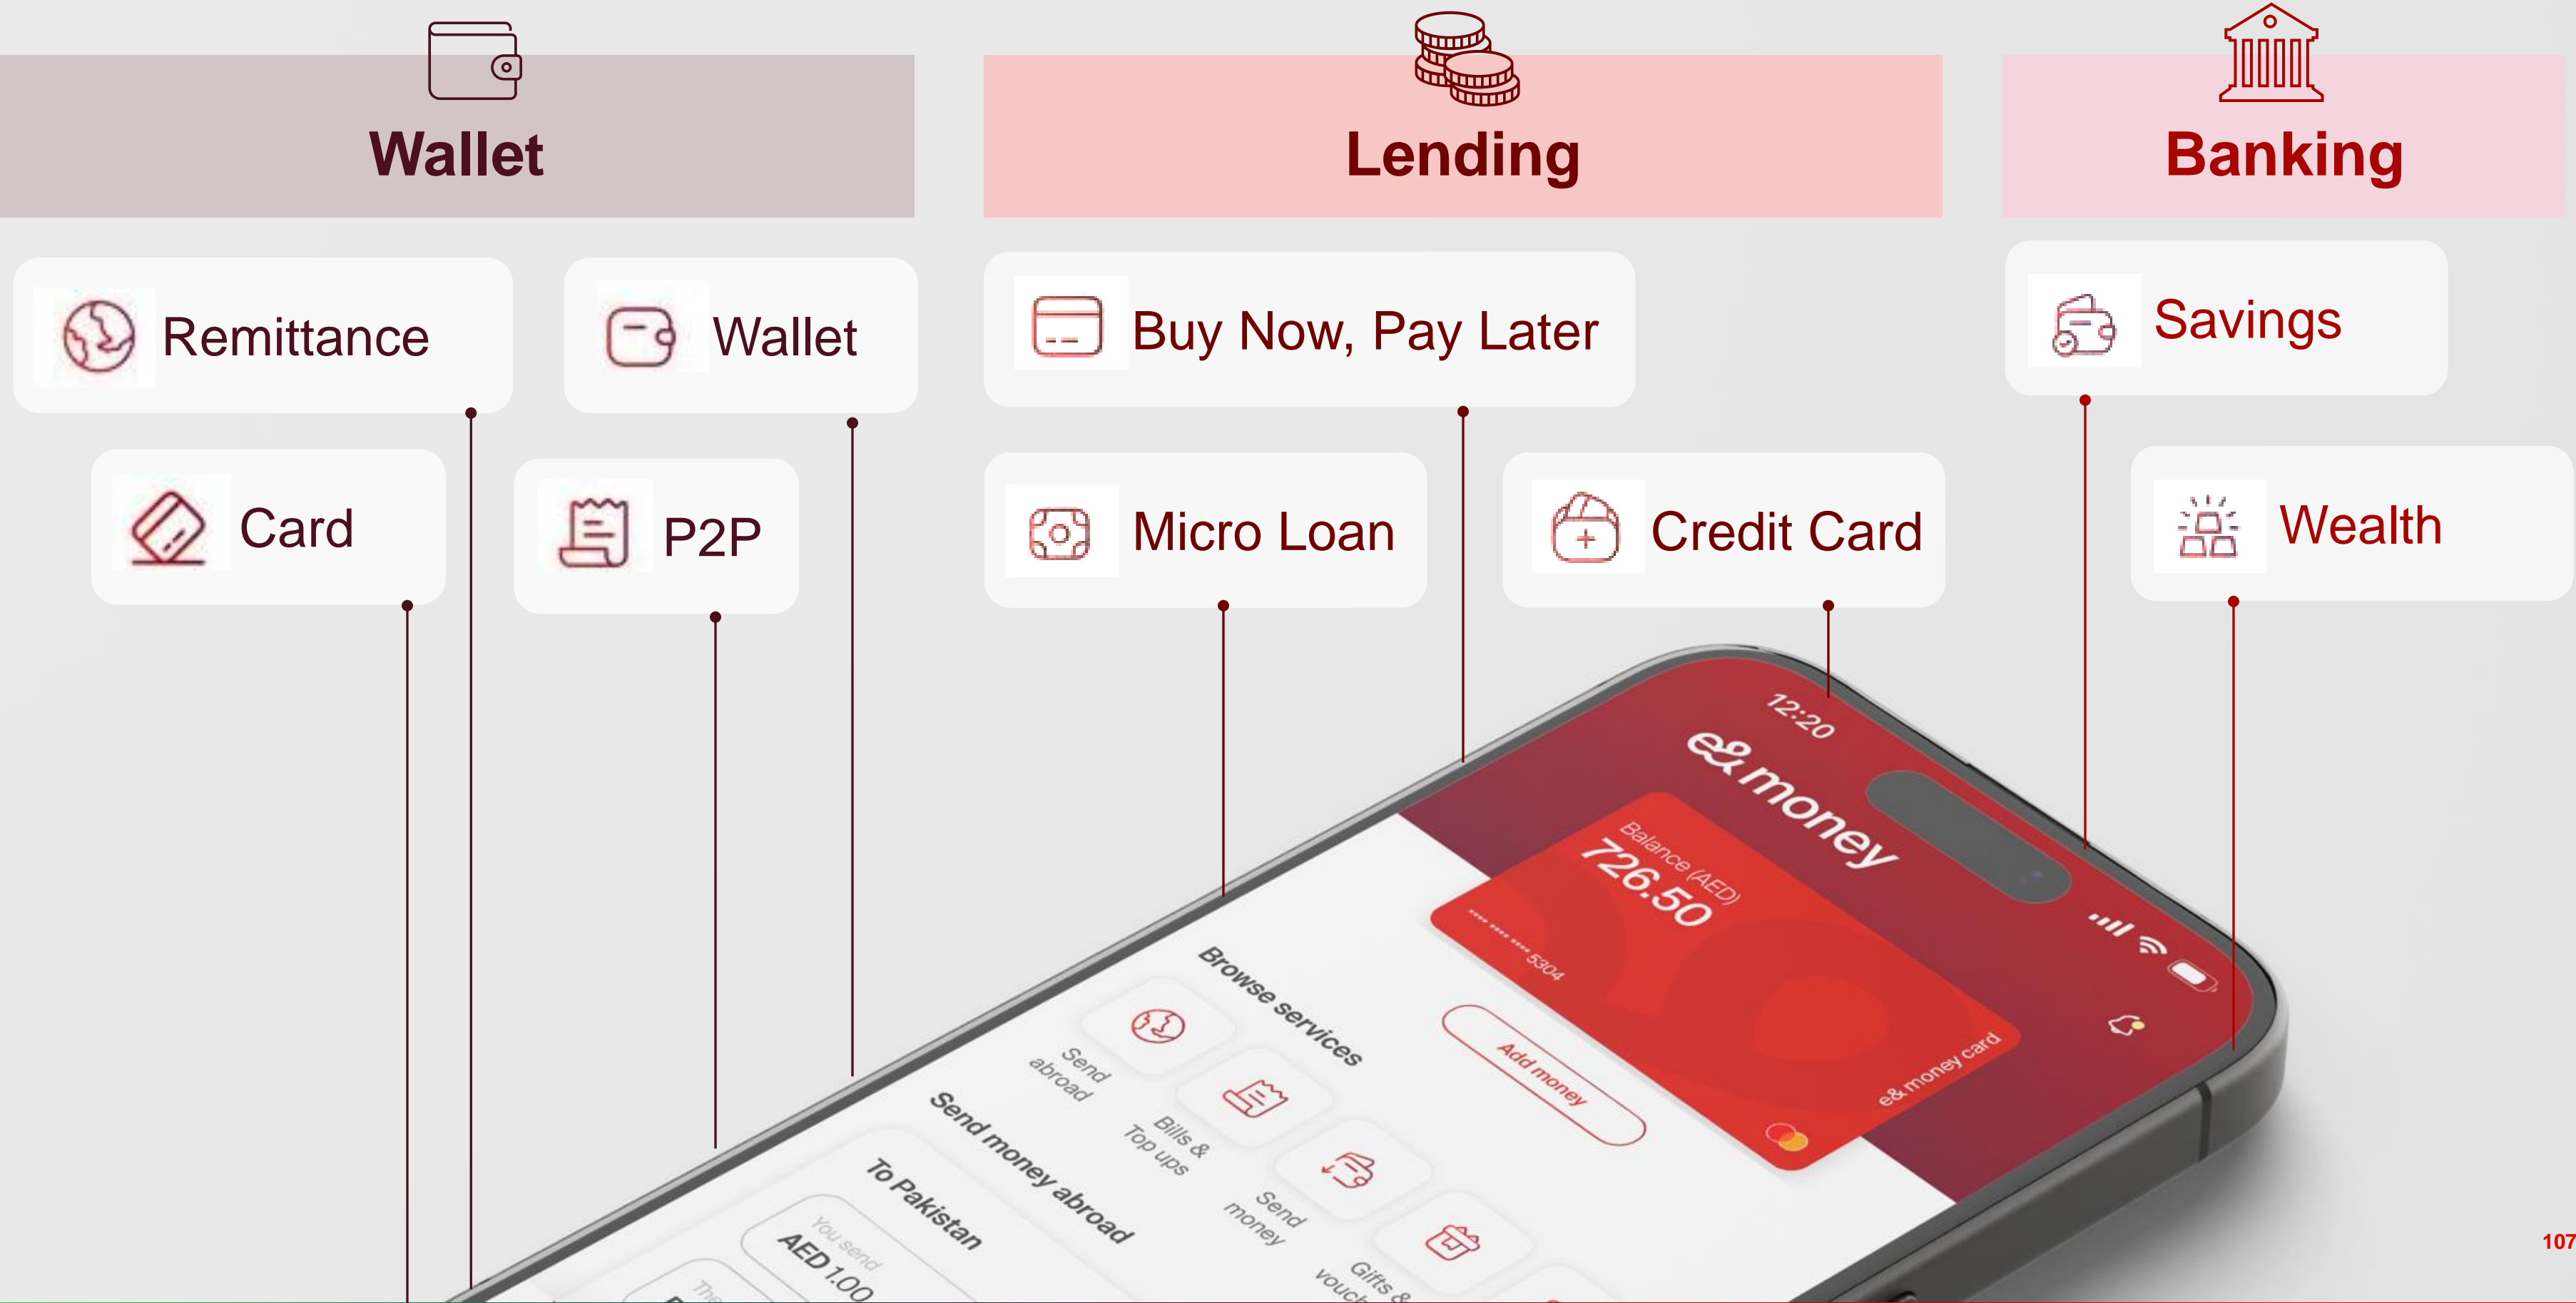 Wallet
Lending
Banking
Remittance
Wallet
Buy Now, Pay Later
Savings
Card
P2P
Micro Loan
Credit Card
Wealth
12:20
e& money
Balance (AED)
726.50
5304
e& money card
Add money
Browse services
Send
abroad
Bills &
Top ups
Send
money
Gifts &
Send money abroad
To Pakistan
You send
AED 1.00
107